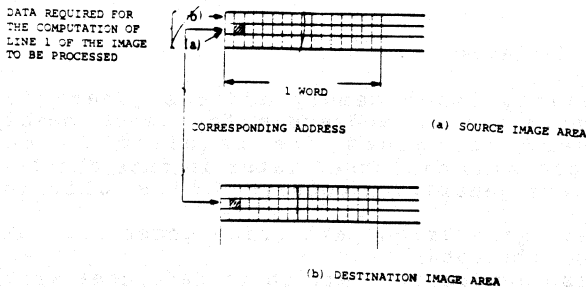 DATA REQUIRED FOR
THE COMPUTATION OF
LINE 1 OF THE IMAGE
TO BE PROCESSED
b)
a)
1 WORD
CORRESPONDING ADDRESS
(a) SOURCE IMAGE AREA
(b) DESTINATION IMAGE AREA